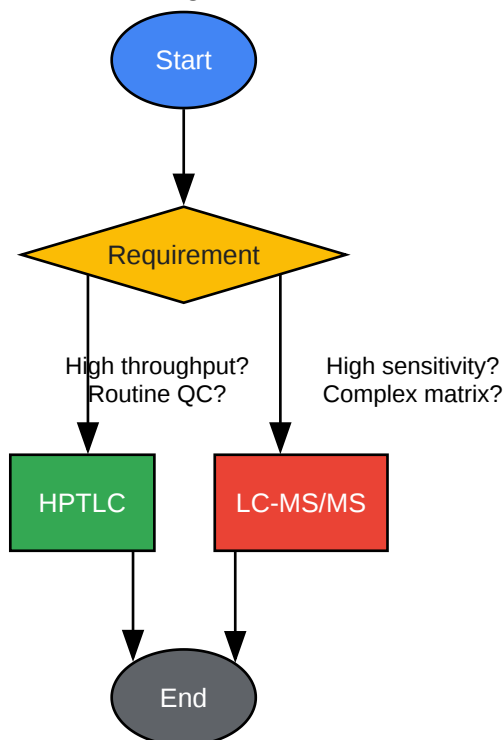 Start
Requirement
High throughput?
Routine QC?
High sensitivity?
Complex matrix?
HPTLC
LC-MS/MS
End